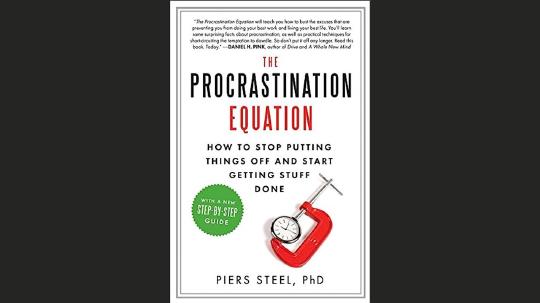 "The Procrastination Equation will teach you how to bust the excuses that are
preventing you from doing your best work and living your best life. You'll learn
some surprising facts about procrastination, as well as practical techniques for
short-circuiting the temptation to dawdle. So don't put it off any longer. Read this
book. Today." —DANIEL H. PINK, author of Drive and A Whole New Mind
THE
PROCRASTINATION
EQUATION
HOW TO STOP PUTTING
THINGS OFF AND START
GETTING STUFF
DONE
WITH A NEW
STEP-BY-STEP
GUIDE
PIERS STEEL, PhD